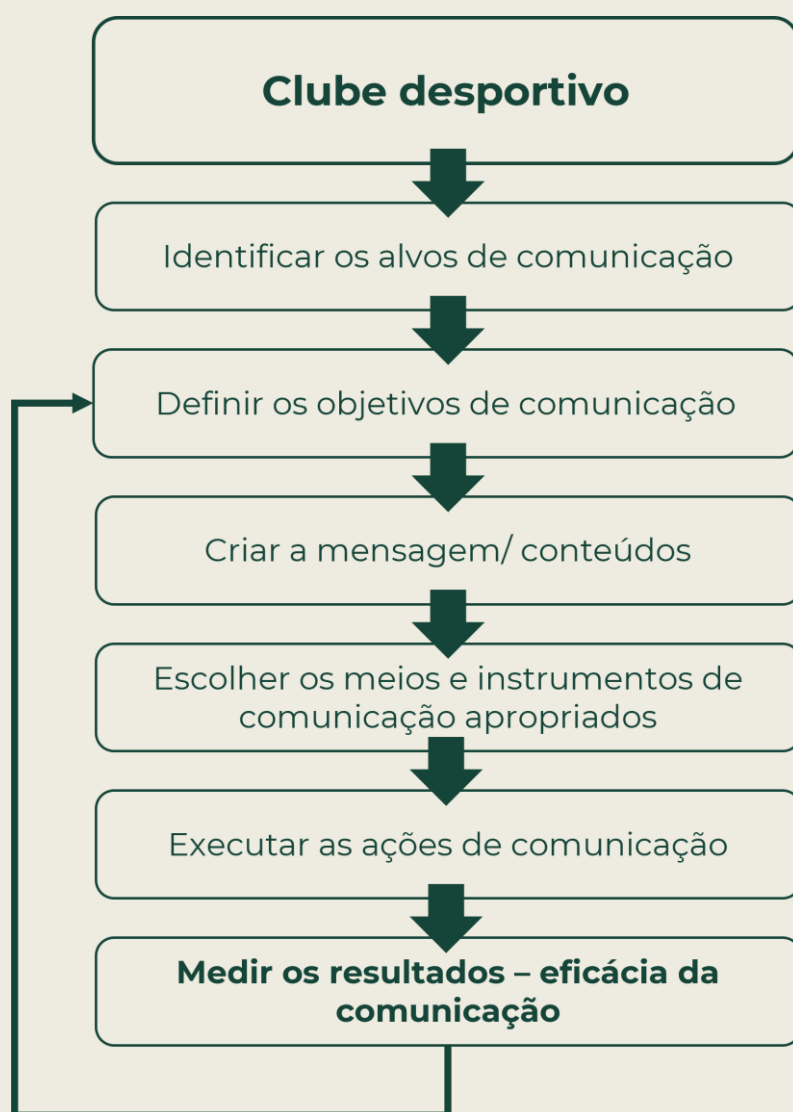 Clube desportivo
Identificar os alvos de comunicação
Definir os objetivos de comunicação
Criar a mensagem/ conteúdos
Escolher os meios e instrumentos de
comunicação apropriados
Executar as ações de comunicação
Medir os resultados – eficácia da
comunicação